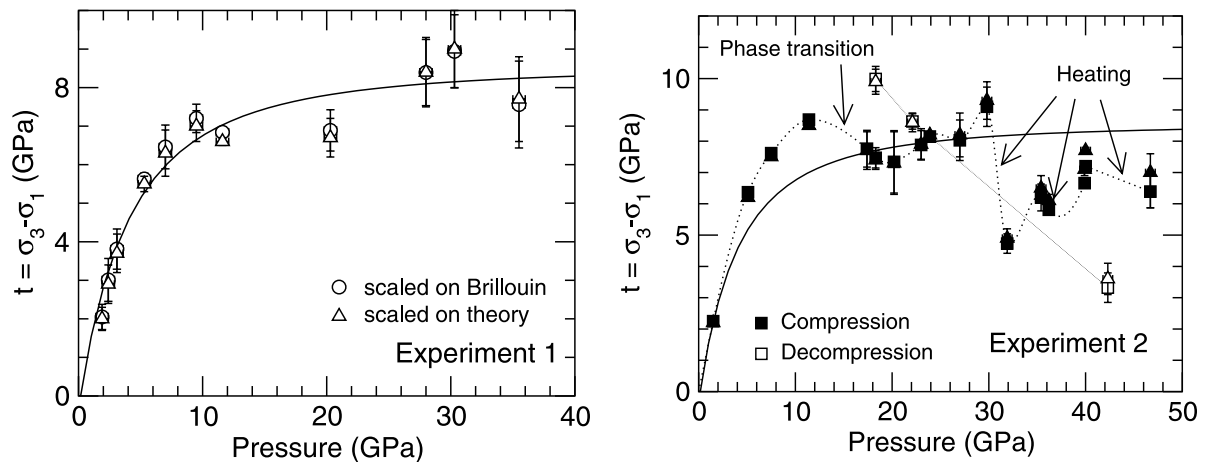 t = σ3-σ1 (GPa)
8
4
0
scaled on Brillouin
scaled on theory
Experiment 1
0 10 20 30 40
Pressure (GPa)
t = σ3-σ1 (GPa)
10
5
0
Phase transition
Heating
Compression
Decompression
Experiment 2
0 10 20 30 40 50
Pressure (GPa)